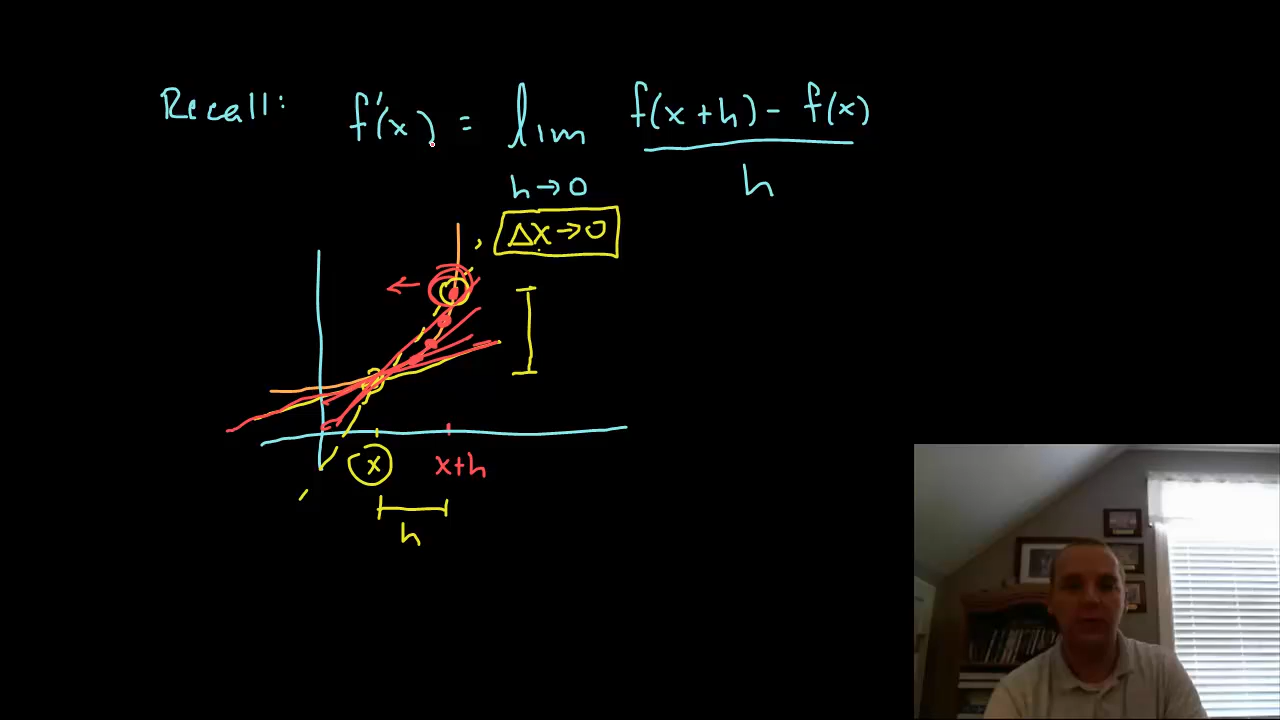 Recall: f'(x) = lim f(x+h) - f(x)
h→0 h
Δx→0
x x+h
h